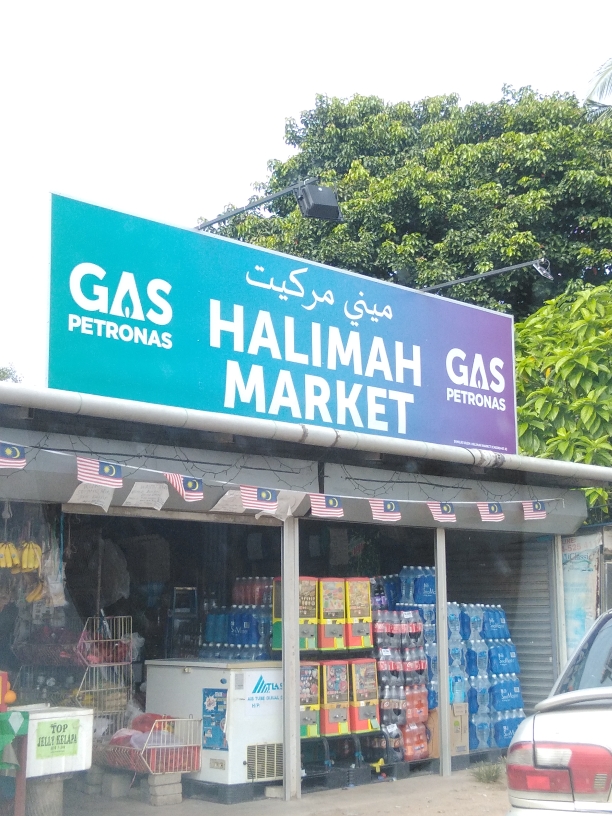 GAS
PETRONAS
ميني مركيت
HALIMAH
MARKET
GAS
PETRONAS
TOP
JELLY KELAPA